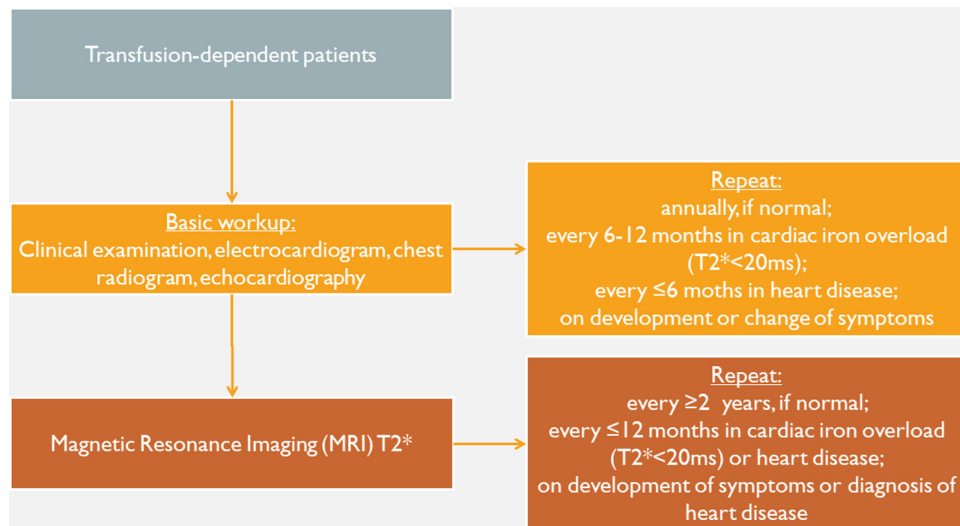 Transfusion-dependent patients
Basic workup:
Clinical examination, electrocardiogram, chest
radiogram, echocardiography
Repeat:
annually, if normal;
every 6-12 months in cardiac iron overload
(T2*<20ms);
every ≤6 moths in heart disease;
on development or change of symptoms
Magnetic Resonance Imaging (MRI) T2*
Repeat:
every ≥2 years, if normal;
every ≤12 months in cardiac iron overload
(T2*<20ms) or heart disease;
on development of symptoms or diagnosis of
heart disease